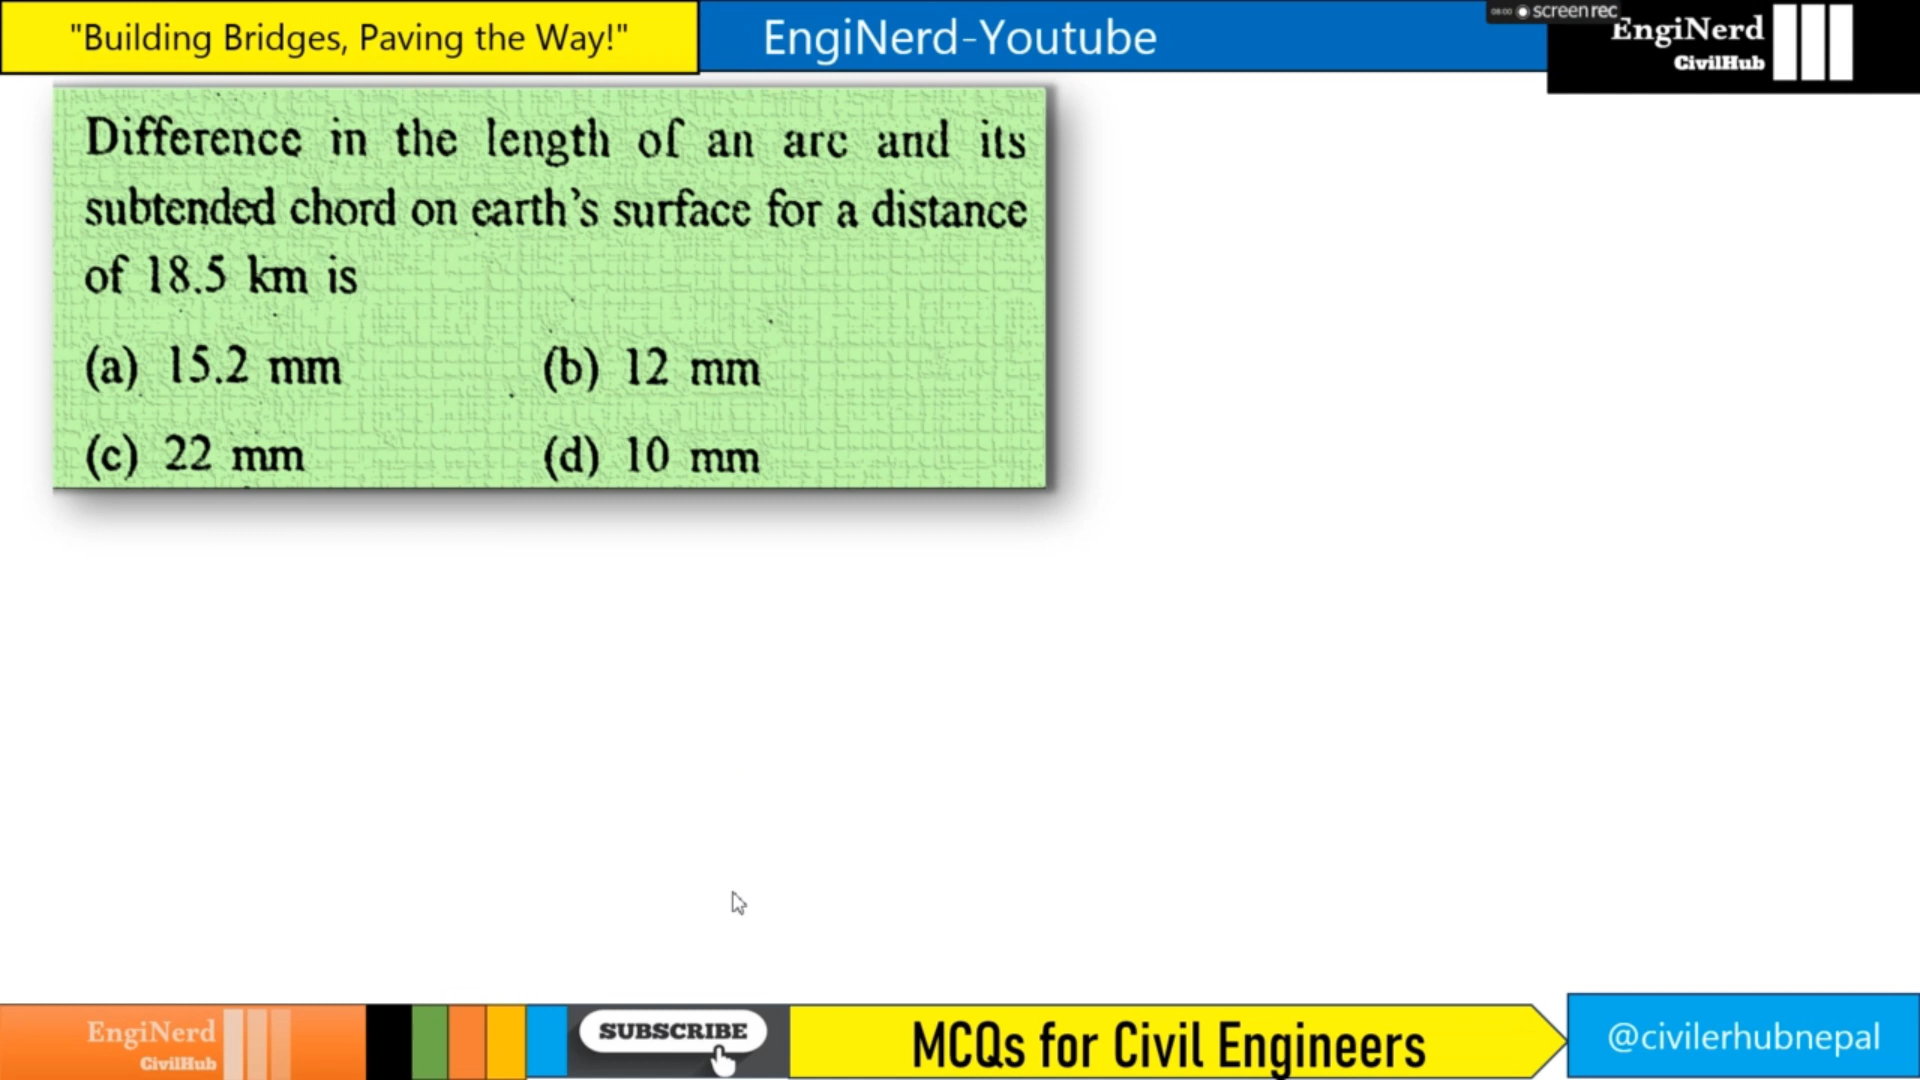 "Building Bridges, Paving the Way!"
EngiNerd-Youtube
screenrec
EngiNerd
CivilHub
Difference in the length of an arc and its
subtended chord on earth's surface for a distance
of 18.5 km is
(a) 15.2 mm (b) 12 mm
(c) 22 mm (d) 10 mm
EngiNerd
CivilHub
SUBSCRIBE
MCQs for Civil Engineers
@civilerhubnepal